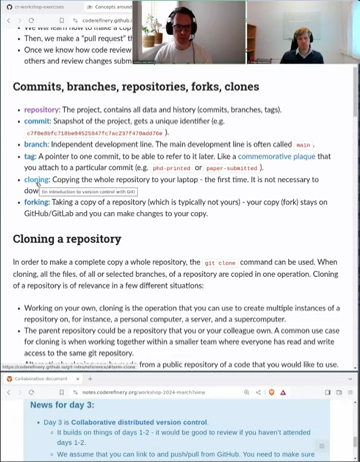 cr-workshop-exercises
Concepts around
coderefinery.github.
Then, we make a "pull request" t
Once we know how code review
others and review changes subm
Commits, branches, repositories, forks, clones
repository: The project, contains all data and history (commits, branches, tags).
commit: Snapshot of the project, gets a unique identifier (e.g.
).
branch: Independent development line. The main development line is often called main .
tag: A pointer to one commit, to be able to refer to it later. Like a commemorative plaque that
you attach to a particular commit (e.g. phd-printed or paper-submitted ).
cloning: Copying the whole repository to your laptop - the first time. It is not necessary to
dow
(in Introduction to version control with Git)
forking: Taking a copy of a repository (which is typically not yours) - your copy (fork) stays on
GitHub/GitLab and you can make changes to your copy.
Cloning a repository
In order to make a complete copy a whole repository, the git clone command can be used. When
cloning, all the files, of all or selected branches, of a repository are copied in one operation. Cloning
of a repository is of relevance in a few different situations:
Working on your own, cloning is the operation that you can use to create multiple instances of a
repository on, for instance, a personal computer, a server, and a supercomputer.
The parent repository could be a repository that you or your colleague own. A common use case
for cloning is when working together within a smaller team where everyone has read and write
access to the same git repository.
from a public repository of a code that you would like to use.
Collaborative document
notes.coderefinery.org/workshop-2024-march/view
News for day 3:
Day 3 is Collaborative distributed version control.
It builds on things of days 1-2 - it would be good to review if you haven't attended
days 1-2.
We assume that you can link to and push/pull from GitHub. You need to make sure